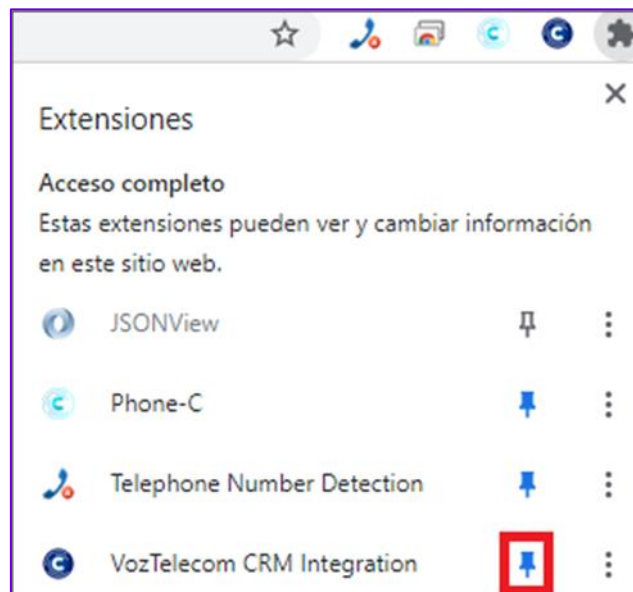 Extensiones
Acceso completo
Estas extensiones pueden ver y cambiar información
en este sitio web.
JSONView
Phone-C
Telephone Number Detection
VozTelecom CRM Integration